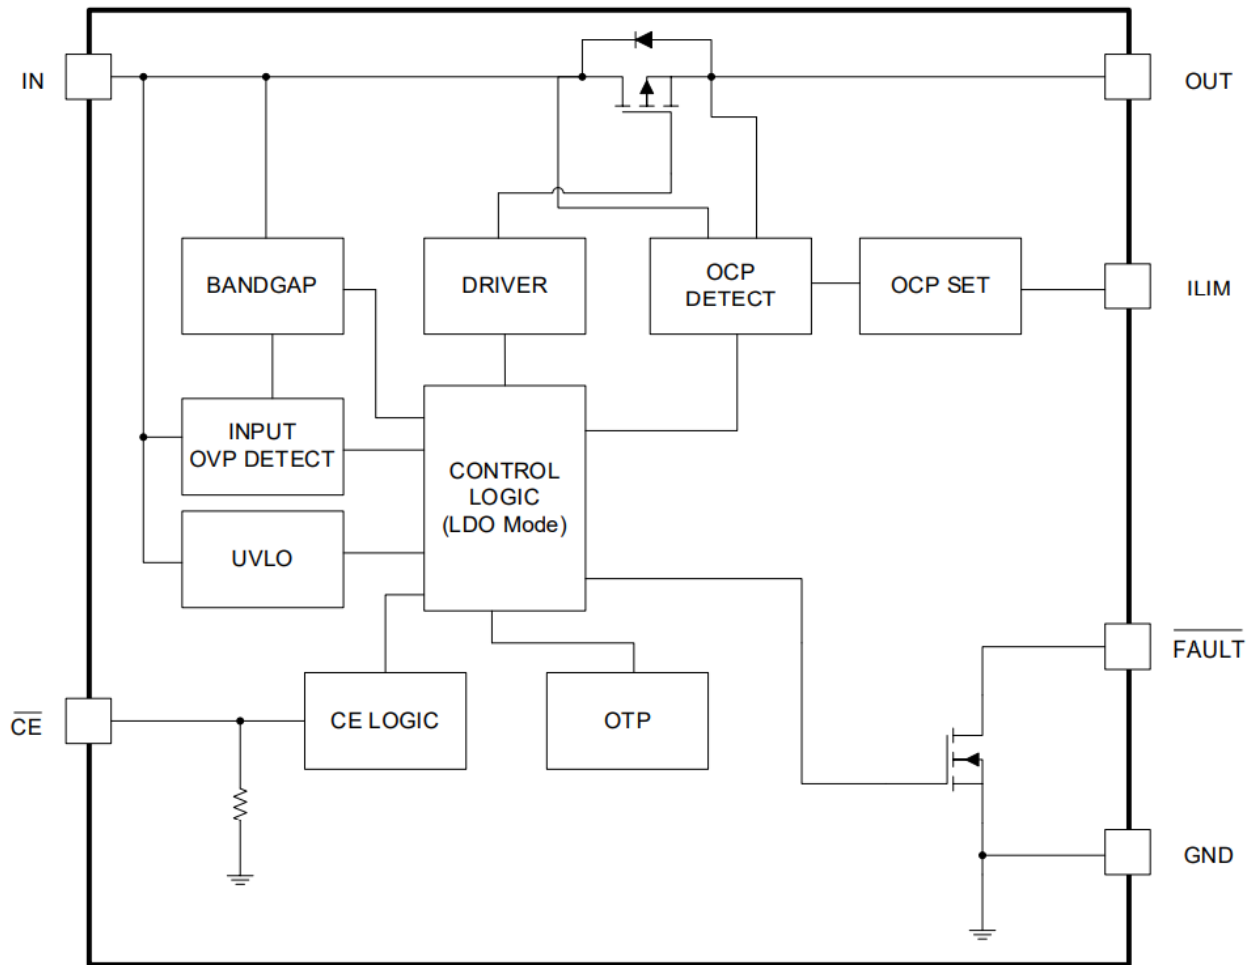 IN
OUT
BANDGAP
DRIVER
OCP
DETECT
OCP SET
ILIM
INPUT
OVP DETECT
CONTROL
LOGIC
(LDO Mode)
UVLO
FAULT
CE
CE LOGIC
OTP
GND